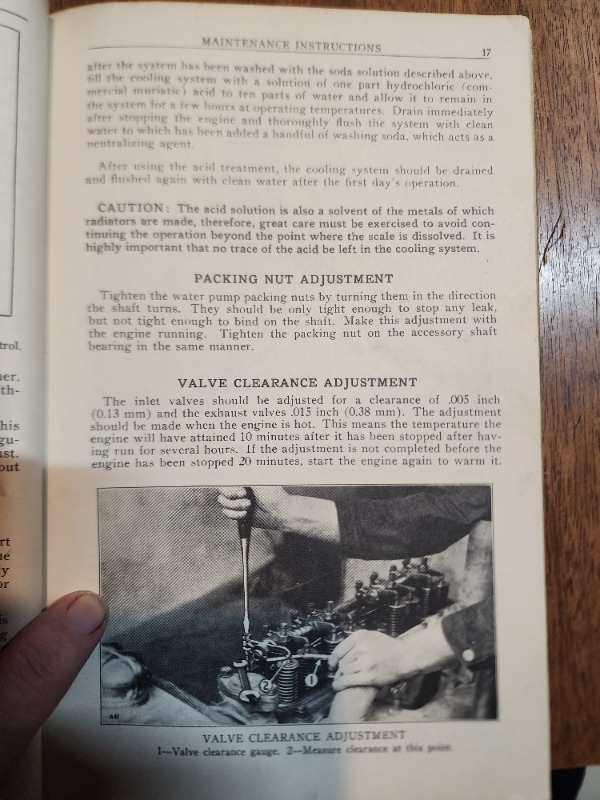 MAINTENANCE INSTRUCTIONS 17
after the system has been washed with the soda solution described above,
fill the cooling system with a solution of one part hydrochloric (com-
mercial muriatic) acid to ten parts of water and allow it to remain in
the system for a few hours at operating temperatures. Drain immediately
after stopping the engine and thoroughly flush the system with clean
water to which has been added a handful of washing soda, which acts as a
neutralizing agent.
After using the acid treatment, the cooling system should be drained
and flushed again with clean water after the first day's operation.
CAUTION: The acid solution is also a solvent of the metals of which
radiators are made, therefore, great care must be exercised to avoid con-
tinuing the operation beyond the point where the scale is dissolved. It is
highly important that no trace of the acid be left in the cooling system.
PACKING NUT ADJUSTMENT
Tighten the water pump packing nuts by turning them in the direction
the shaft turns. They should be only tight enough to stop any leak,
but not tight enough to bind on the shaft. Make this adjustment with
the engine running. Tighten the packing nut on the accessory shaft
bearing in the same manner.
VALVE CLEARANCE ADJUSTMENT
The inlet valves should be adjusted for a clearance of .005 inch
(0.13 mm) and the exhaust valves .015 inch (0.38 mm). The adjustment
should be made when the engine is hot. This means the temperature the
engine will have attained 10 minutes after it has been stopped after hav-
ing run for several hours. If the adjustment is not completed before the
engine has been stopped 20 minutes, start the engine again to warm it.
2
1
VALVE CLEARANCE ADJUSTMENT
1—Valve clearance gauge. 2—Measure clearance at this point.